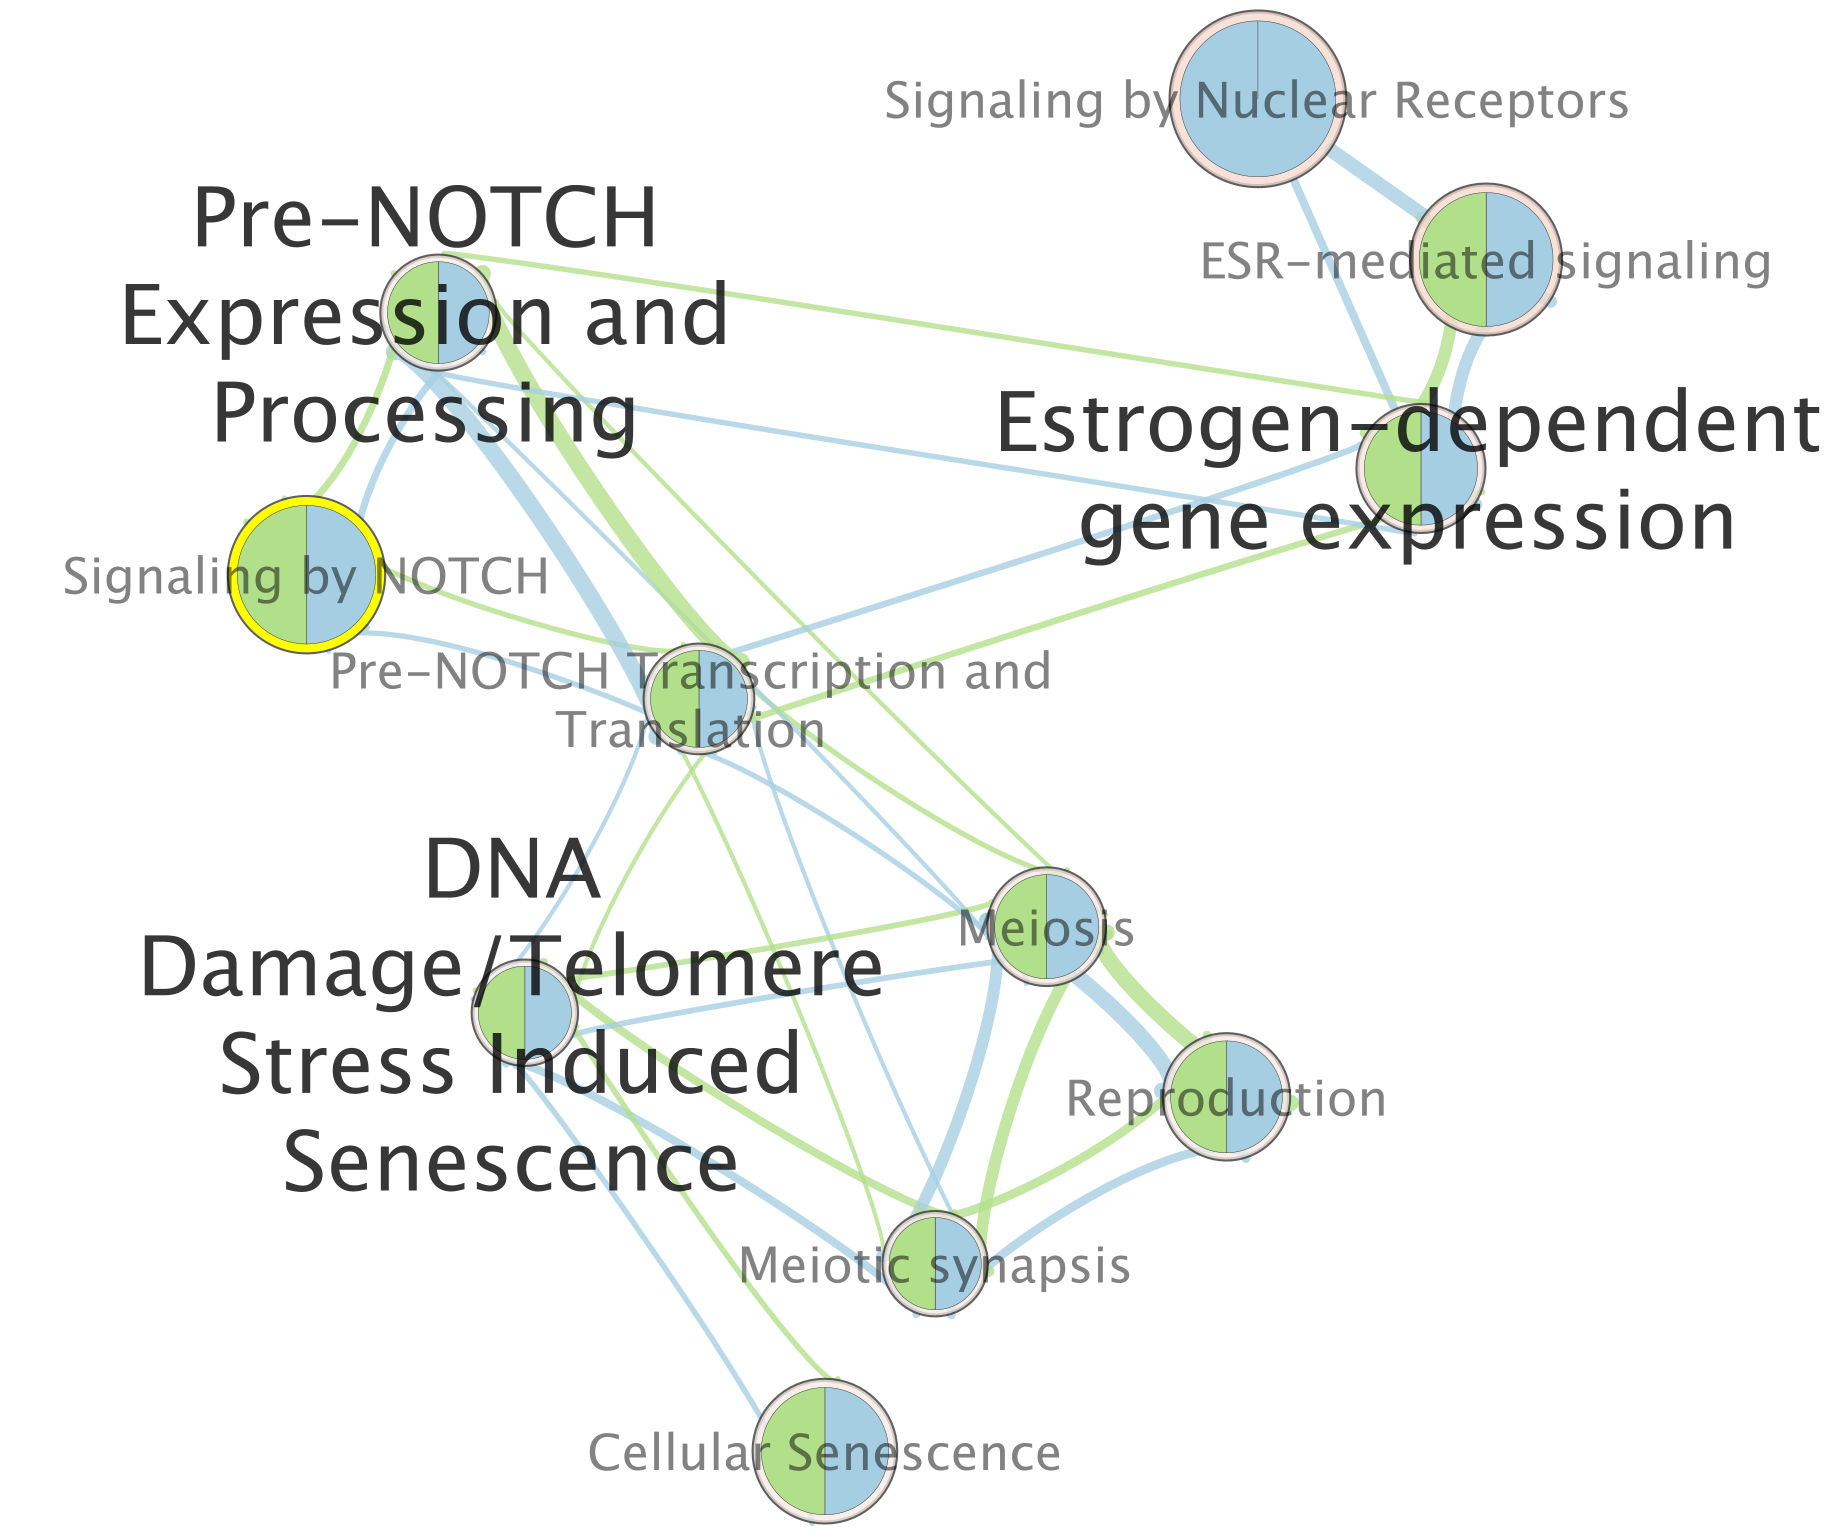 Signaling by Nuclear Receptors
Pre-NOTCH
Expression and
Processing
ESR-mediated signaling
Estrogen-dependent
gene expression
Signaling by NOTCH
Pre-NOTCH Transcription and
Translation
DNA
Damage/Telomere
Stress Induced
Senescence
Meiosis
Reproduction
Meiotic synapsis
Cellular Senescence